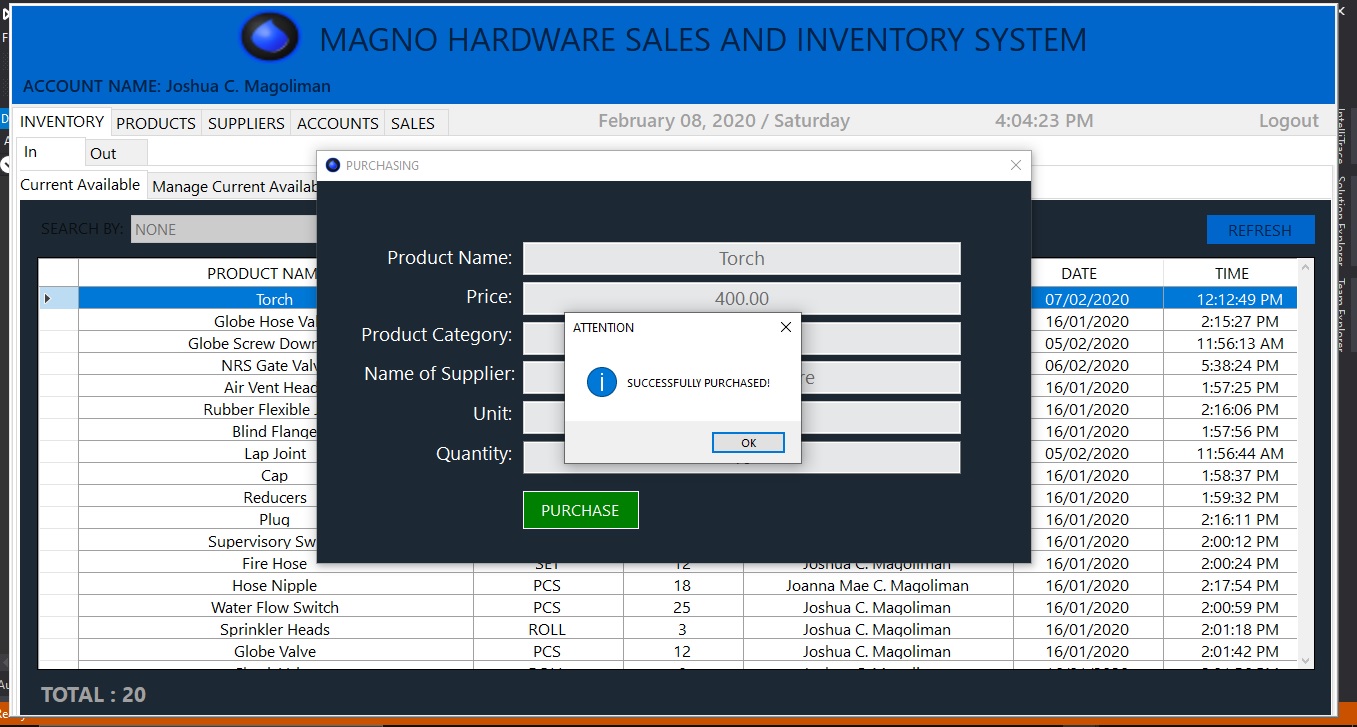 MAGNO HARDWARE SALES AND INVENTORY SYSTEM
ACCOUNT NAME: Joshua C. Magoliman
INVENTORY PRODUCTS SUPPLIERS ACCOUNTS SALES February 08, 2020 / Saturday 4:04:23 PM Logout
In Out
Current Available Manage Current Availab
PURCHASING
SEARCH BY: NONE REFRESH
Product Name: Torch
Price: 400.00
Product Category:
Name of Supplier: re
Unit:
Quantity:
PURCHASE
ATTENTION
SUCCESSFULLY PURCHASED!
OK
PRODUCT NAM DATE TIME
Torch 07/02/2020 12:12:49 PM
Globe Hose Val 16/01/2020 2:15:27 PM
Globe Screw Down 05/02/2020 11:56:13 AM
NRS Gate Valv 06/02/2020 5:38:24 PM
Air Vent Head 16/01/2020 1:57:25 PM
Rubber Flexible 16/01/2020 2:16:06 PM
Blind Flange 16/01/2020 1:57:56 PM
Lap Joint 05/02/2020 11:56:44 AM
Cap 16/01/2020 1:58:37 PM
Reducers 16/01/2020 1:59:32 PM
Plug 16/01/2020 2:16:11 PM
Supervisory Sw 16/01/2020 2:00:12 PM
Fire Hose SET 12 Joshua C. Magoliman 16/01/2020 2:00:24 PM
Hose Nipple PCS 18 Joanna Mae C. Magoliman 16/01/2020 2:17:54 PM
Water Flow Switch PCS 25 Joshua C. Magoliman 16/01/2020 2:00:59 PM
Sprinkler Heads ROLL 3 Joshua C. Magoliman 16/01/2020 2:01:18 PM
Globe Valve PCS 12 Joshua C. Magoliman 16/01/2020 2:01:42 PM
TOTAL : 20
IntelliTrace
Solution Explorer
Team Explorer